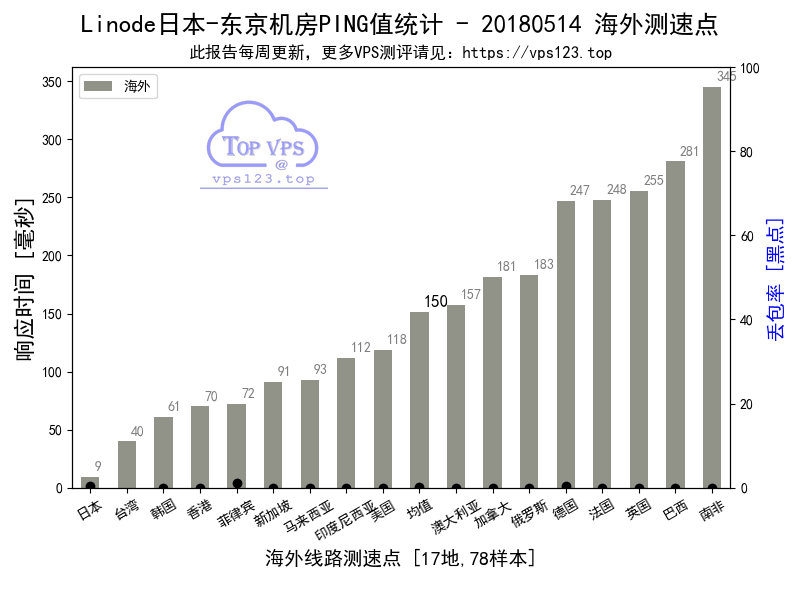 Linode日本-东京机房PING值统计 - 20180514 海外测速点
此报告每周更新，更多VPS测评请见：https://vps123.top
海外
TOP VPS
@
vps123.top
响应时间 [毫秒]
350
300
250
200
150
100
50
0
9
40
61
70
72
91
93
112
118
150
157
181
183
247
248
255
281
345
100
80
60
40
20
0
丢包率 [黑点]
日本
台湾
韩国
香港
菲律宾
新加坡
马来西亚
印度尼西亚
美国
均值
澳大利亚
加拿大
俄罗斯
德国
法国
英国
巴西
南非
海外线路测速点 [17地,78样本]